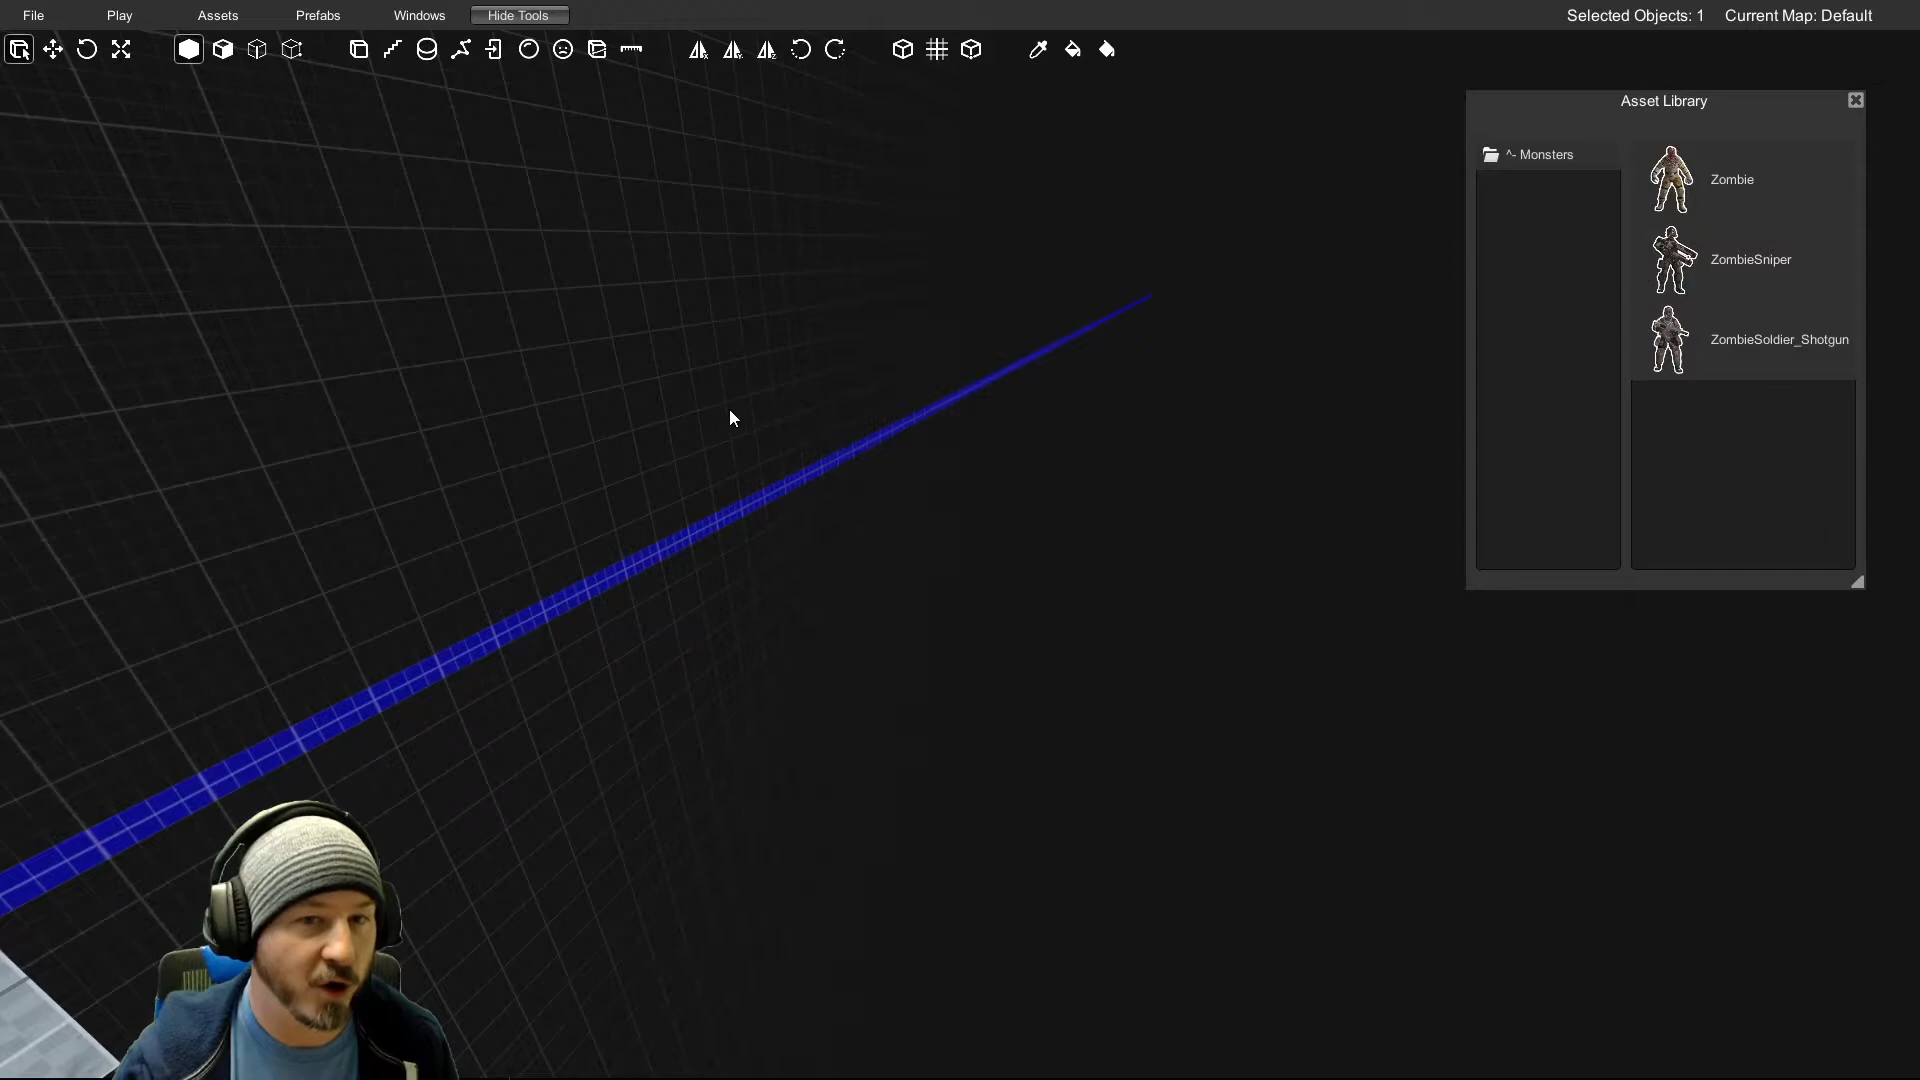 File Play Assets Prefabs Windows Hide Tools Selected Objects: 1 Current Map: Default
Asset Library
^- Monsters
Zombie
ZombieSniper
ZombieSoldier_Shotgun